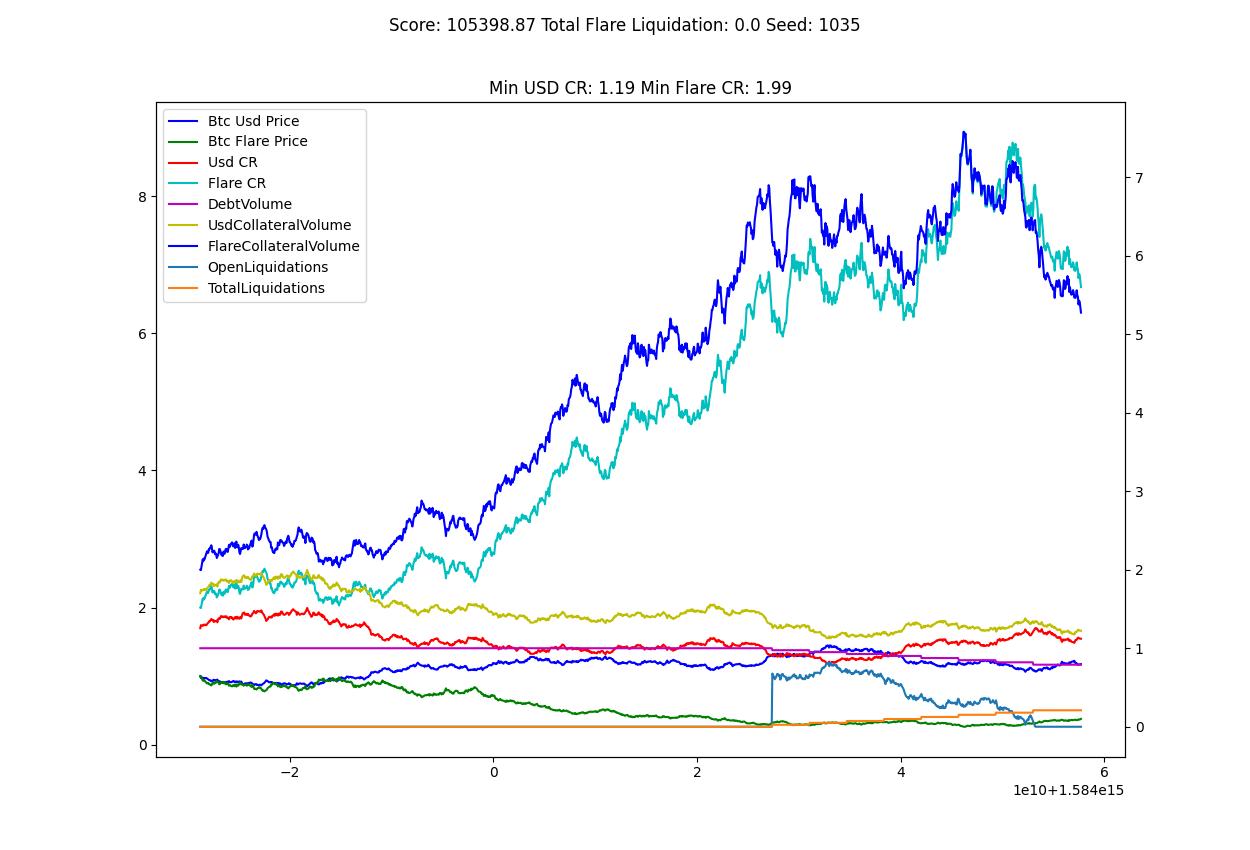 Score: 105398.87 Total Flare Liquidation: 0.0 Seed: 1035
Min USD CR: 1.19 Min Flare CR: 1.99
Btc Usd Price
Btc Flare Price
Usd CR
Flare CR
DebtVolume
UsdCollateralVolume
FlareCollateralVolume
OpenLiquidations
TotalLiquidations
8
6
4
2
0
7
6
5
4
3
2
1
0
−2 0 2 4 6
1e10+1.584e15